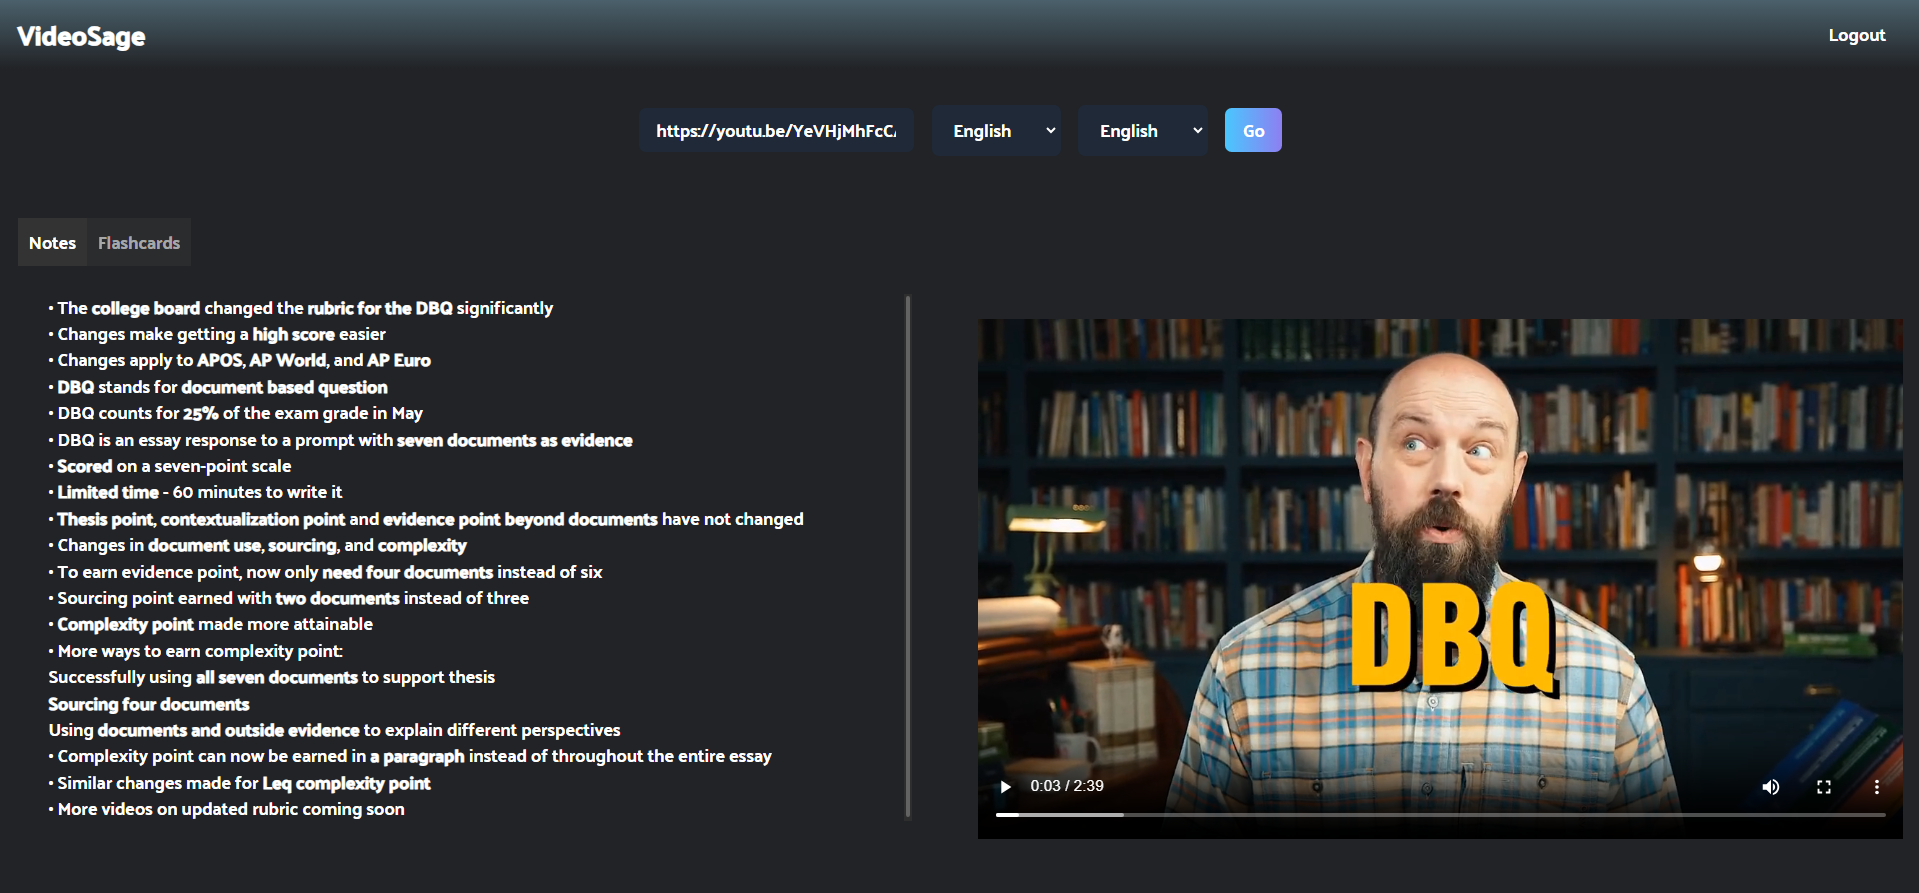 VideoSage
Logout
https://youtu.be/YeVHjMhFcC
English
English
Go
Notes
Flashcards
• The college board changed the rubric for the DBQ significantly
• Changes make getting a high score easier
• Changes apply to APOS, AP World, and AP Euro
• DBQ stands for document based question
• DBQ counts for 25% of the exam grade in May
• DBQ is an essay response to a prompt with seven documents as evidence
• Scored on a seven-point scale
• Limited time - 60 minutes to write it
• Thesis point, contextualization point and evidence point beyond documents have not changed
• Changes in document use, sourcing, and complexity
• To earn evidence point, now only need four documents instead of six
• Sourcing point earned with two documents instead of three
• Complexity point made more attainable
• More ways to earn complexity point:
Successfully using all seven documents to support thesis
Sourcing four documents
Using documents and outside evidence to explain different perspectives
• Complexity point can now be earned in a paragraph instead of throughout the entire essay
• Similar changes made for Leq complexity point
• More videos on updated rubric coming soon
DBQ
0:03 / 2:39